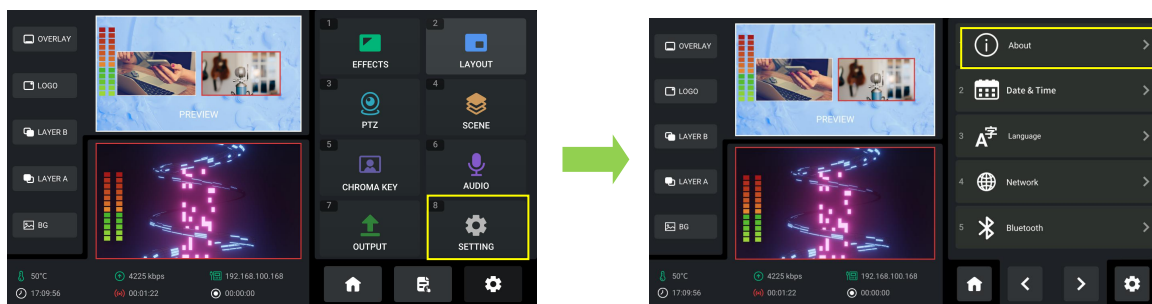 OVERLAY
LOGO
LAYER B
LAYER A
BG
PREVIEW
1
EFFECTS
2
LAYOUT
3
PTZ
4
SCENE
5
CHROMA KEY
6
AUDIO
7
OUTPUT
8
SETTING
50°C
4225 kbps
192.168.100.168
17:09:56
00:01:22
00:00:00
OVERLAY
LOGO
LAYER B
LAYER A
BG
PREVIEW
About
2 Date & Time
3 A字 Language
4 Network
5 Bluetooth
50°C
4225 kbps
192.168.100.168
17:09:56
00:01:22
00:00:00